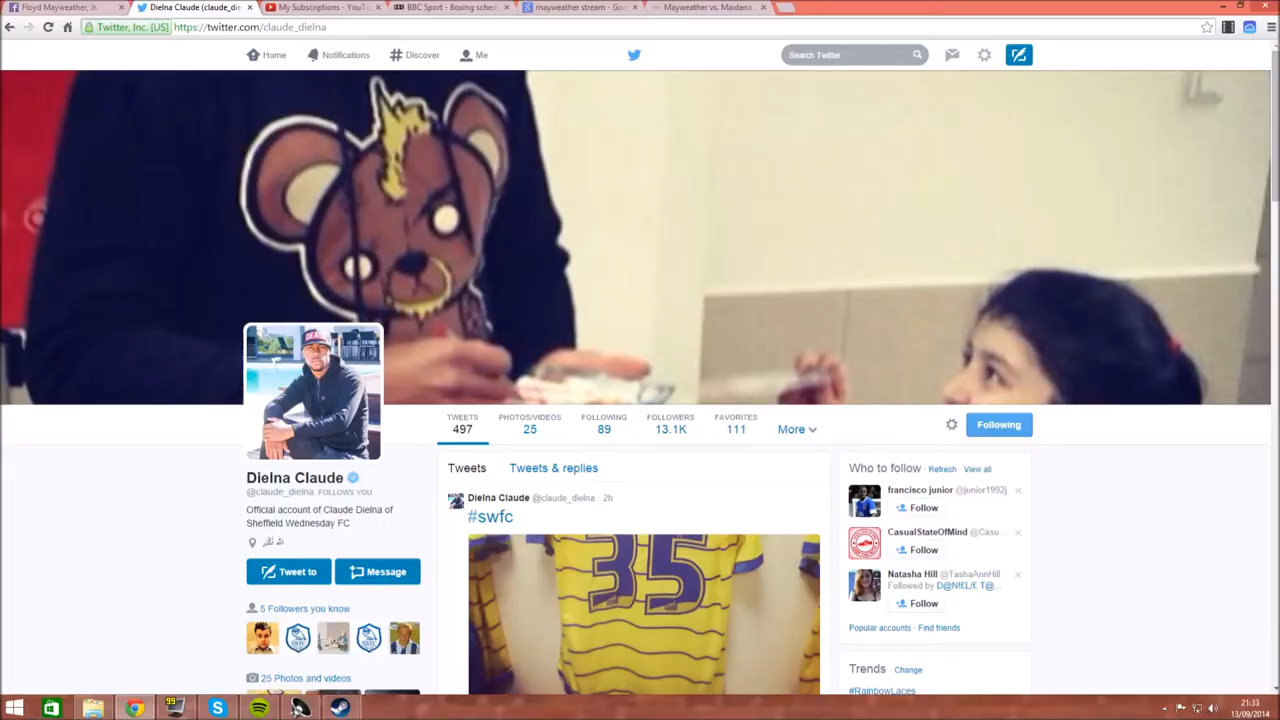 Floyd Mayweather, Jr.
Dielna Claude (claude_die
My Subscriptions - YouT
BBC Sport - Boxing sched
mayweather stream - Goo
Mayweather vs. Maidana
Twitter, Inc. [US]
https://twitter.com/claude_dielna
Home
Notifications
# Discover
Me
Search Twitter
TWEETS
497
PHOTOS/VIDEOS
25
FOLLOWING
89
FOLLOWERS
13.1K
FAVORITES
111
More
Following
Dielna Claude
@claude_dielna FOLLOWS YOU
Official account of Claude Dielna of
Sheffield Wednesday FC
Tweet to
Message
5 Followers you know
25 Photos and videos
Tweets
Tweets & replies
Dielna Claude @claude_dielna · 2h
#swfc
35
Who to follow · Refresh · View all
francisco junior @junior1992j
Follow
CasualStateOfMind @Casu...
Follow
Natasha Hill @TashaAnnHill
Followed by D@N!£L/£ T@...
Follow
Popular accounts · Find friends
Trends · Change
#RainbowLaces
99
21:33
13/09/2014